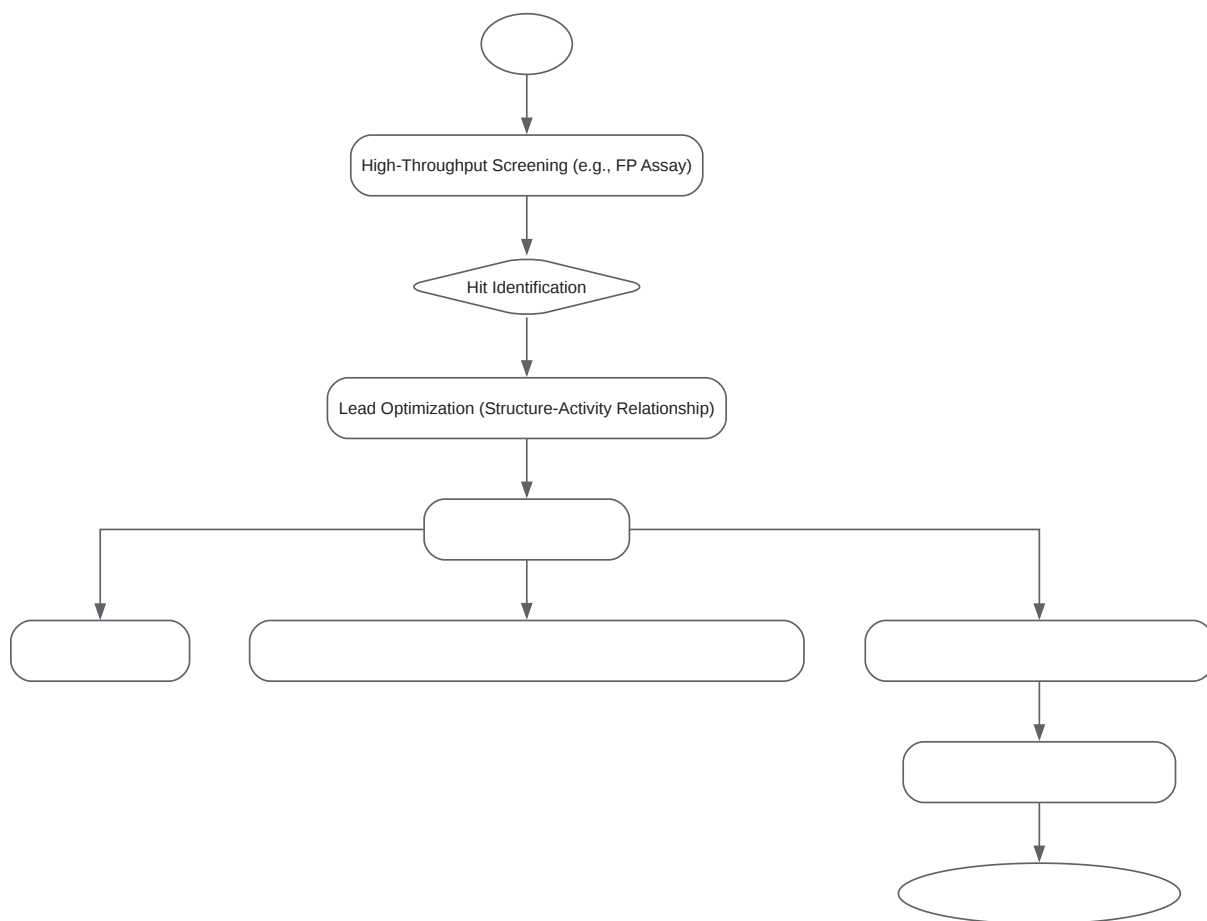 High-Throughput Screening (e.g., FP Assay)
Hit Identification
Lead Optimization (Structure-Activity Relationship)